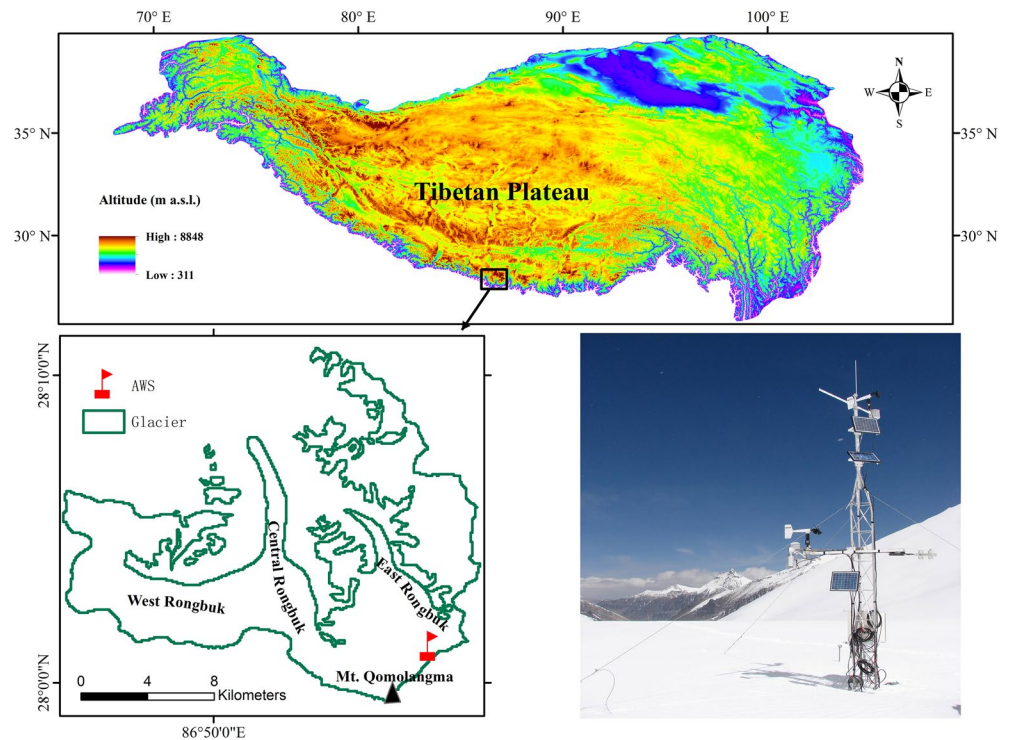 70° E
80° E
90° E
100° E
N
W
E
S
35° N
35° N
Tibetan Plateau
Altitude (m a.s.l.)
High : 8848
Low : 311
30° N
30° N
28°10'0"N
AWS
Glacier
Central Rongbuk
East Rongbuk
West Rongbuk
Mt. Qomolangma
28°0'0"N
0 4 8
Kilometers
86°50'0"E